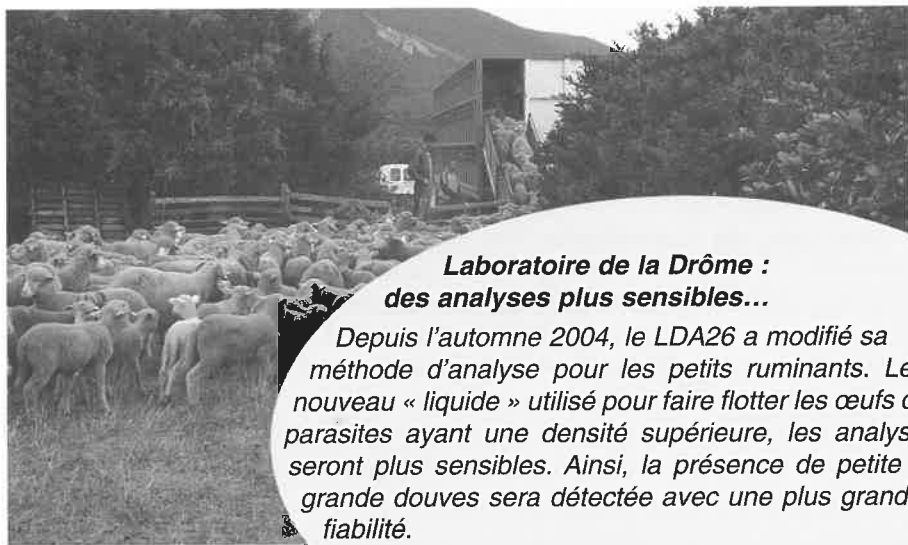 Laboratoire de la Drôme :
des analyses plus sensibles...
Depuis l'automne 2004, le LDA26 a modifié sa
méthode d'analyse pour les petits ruminants. Le
nouveau « liquide » utilisé pour faire flotter les œufs
parasites ayant une densité supérieure, les
seront plus sensibles. Ainsi, la présence de petite
grande douves sera détectée avec une plus
fiabilité.